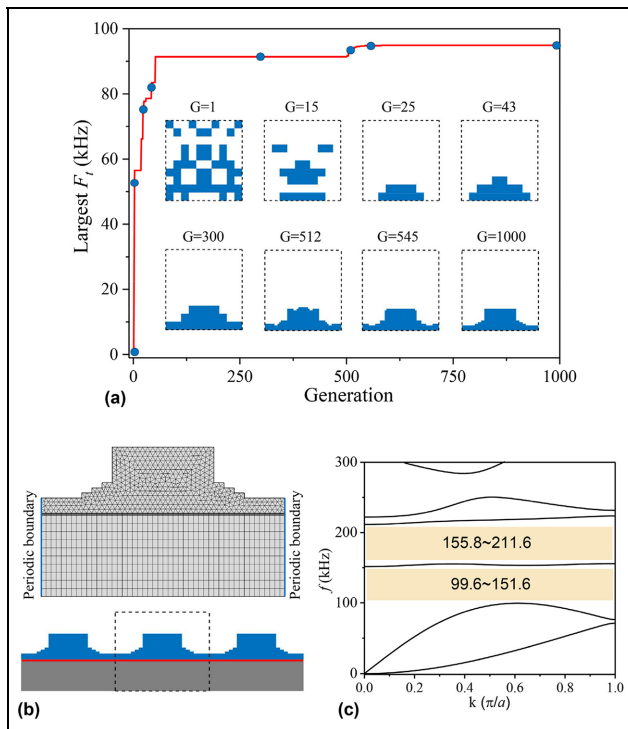 100
80
60
40
20
0
Largest Fₜ (kHz)
G=1 G=15 G=25 G=43
G=300 G=512 G=545 G=1000
0 250 500 750 1000
Generation
(a)
Periodic boundary
Periodic boundary
(b)
300
200
100
0
f (kHz)
155.8~211.6
99.6~151.6
0.0 0.2 0.4 0.6 0.8 1.0
k (π/a)
(c)